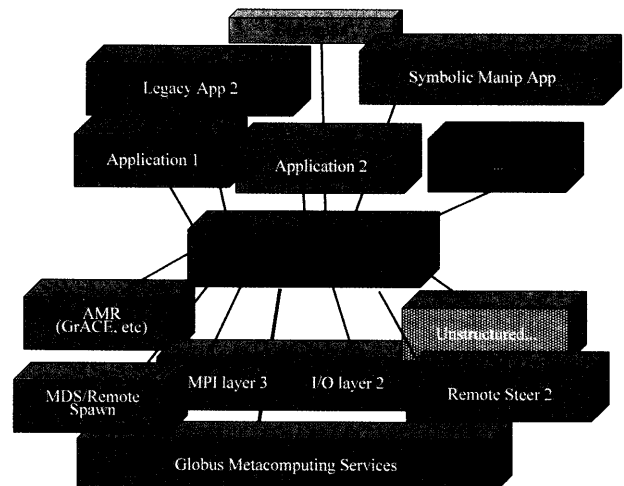 Legacy App 2
Symbolic Manip App
Application 1
Application 2
...
AMR
(GrACE, etc)
Unstructured...
MPI layer 3
I/O layer 2
MDS/Remote
Spawn
Remote Steer 2
Globus Metacomputing Services